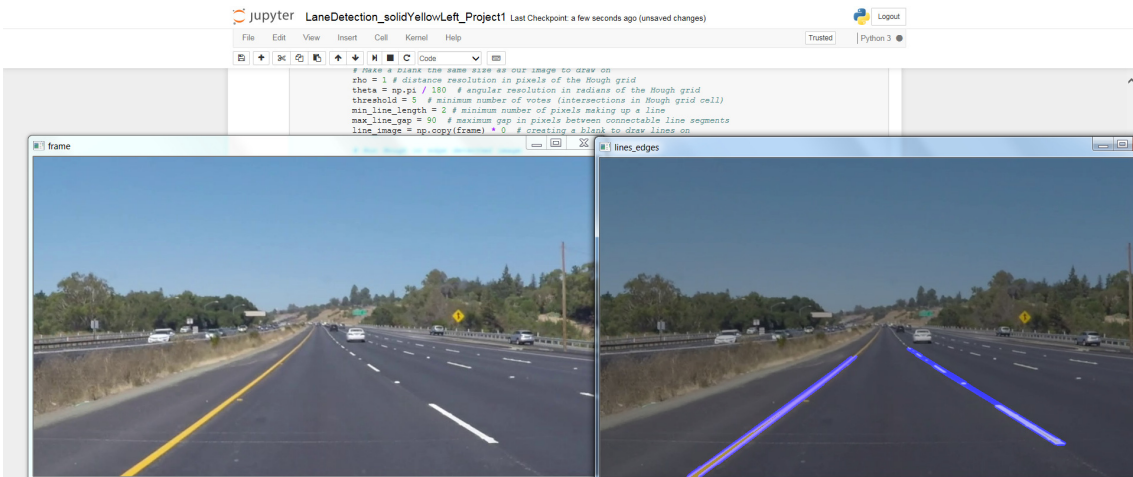 jupyter LaneDetection_solidYellowLeft_Project1 Last Checkpoint: a few seconds ago (unsaved changes) Logout
File Edit View Insert Cell Kernel Help Trusted Python 3
Code
# Make a blank the same size as our image to draw on
rho = 1 # distance resolution in pixels of the Hough grid
theta = np.pi / 180 # angular resolution in radians of the Hough grid
threshold = 5 # minimum number of votes (intersections in Hough grid cell)
min_line_length = 2 # minimum number of pixels making up a line
max_line_gap = 90 # maximum gap in pixels between connectable line segments
line_image = np.copy(frame) * 0 # creating a blank to draw lines on
frame
lines_edges